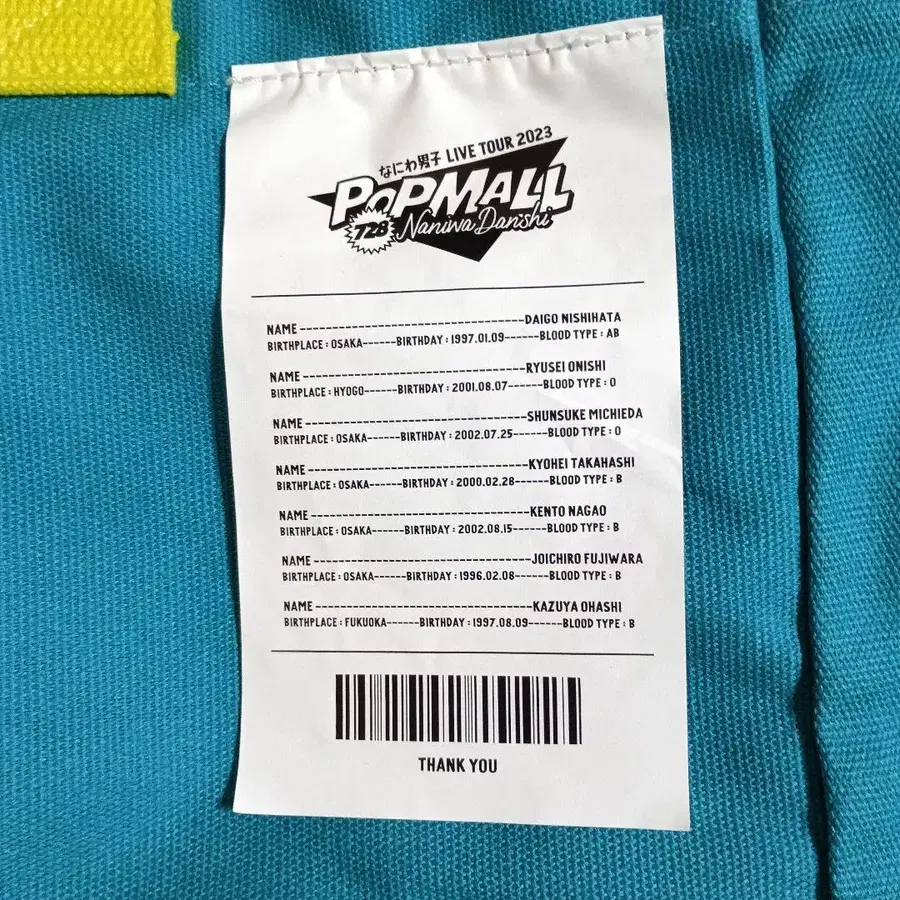 なにわ男子 LIVE TOUR 2023
POPMALL
728 Naniwa Danshi
NAME----------------------------------DAIGO NISHIHATA
BIRTHPLACE : OSAKA------BIRTHDAY : 1997.01.09------BLOOD TYPE : AB
NAME----------------------------------RYUSEI ONISHI
BIRTHPLACE : HYOGO------BIRTHDAY : 2001.08.07------BLOOD TYPE : O
NAME----------------------------------SHUNSUKE MICHIEDA
BIRTHPLACE : OSAKA------BIRTHDAY : 2002.07.25------BLOOD TYPE : O
NAME----------------------------------KYOHEI TAKAHASHI
BIRTHPLACE : OSAKA------BIRTHDAY : 2000.02.28------BLOOD TYPE : B
NAME----------------------------------KENTO NAGAO
BIRTHPLACE : OSAKA------BIRTHDAY : 2002.08.15------BLOOD TYPE : B
NAME----------------------------------JOICHIRO FUJIWARA
BIRTHPLACE : OSAKA------BIRTHDAY : 1996.02.08------BLOOD TYPE : B
NAME----------------------------------KAZUYA OHASHI
BIRTHPLACE : FUKUOKA------BIRTHDAY : 1997.08.09------BLOOD TYPE : B
THANK YOU